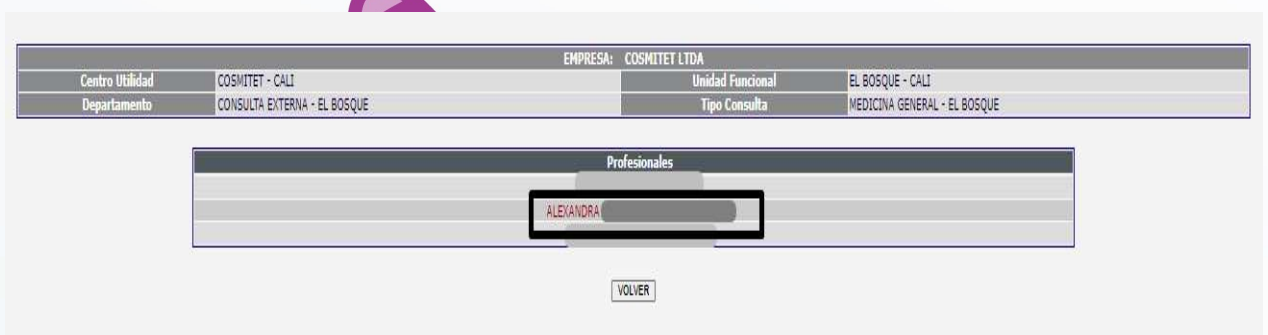 EMPRESA: COSMITET LTDA
Centro Utilidad COSMITET - CALI Unidad Funcional EL BOSQUE - CALI
Departamento CONSULTA EXTERNA - EL BOSQUE Tipo Consulta MEDICINA GENERAL - EL BOSQUE
Profesionales
ALEXANDRA
VOLVER